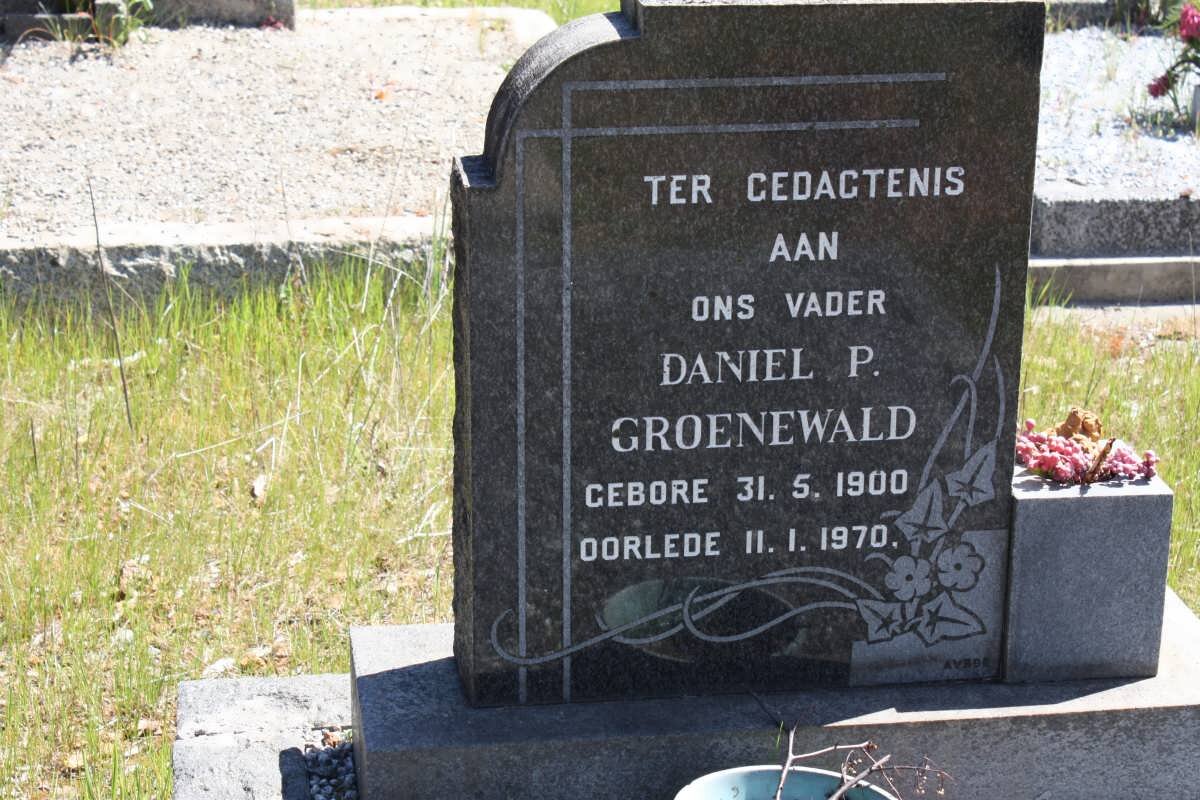 TER GEDACTENIS
AAN
ONS VADER
DANIEL P.
GROENEWALD
GEBORE 31. 5. 1900
OORLEDE 11. 1. 1970.